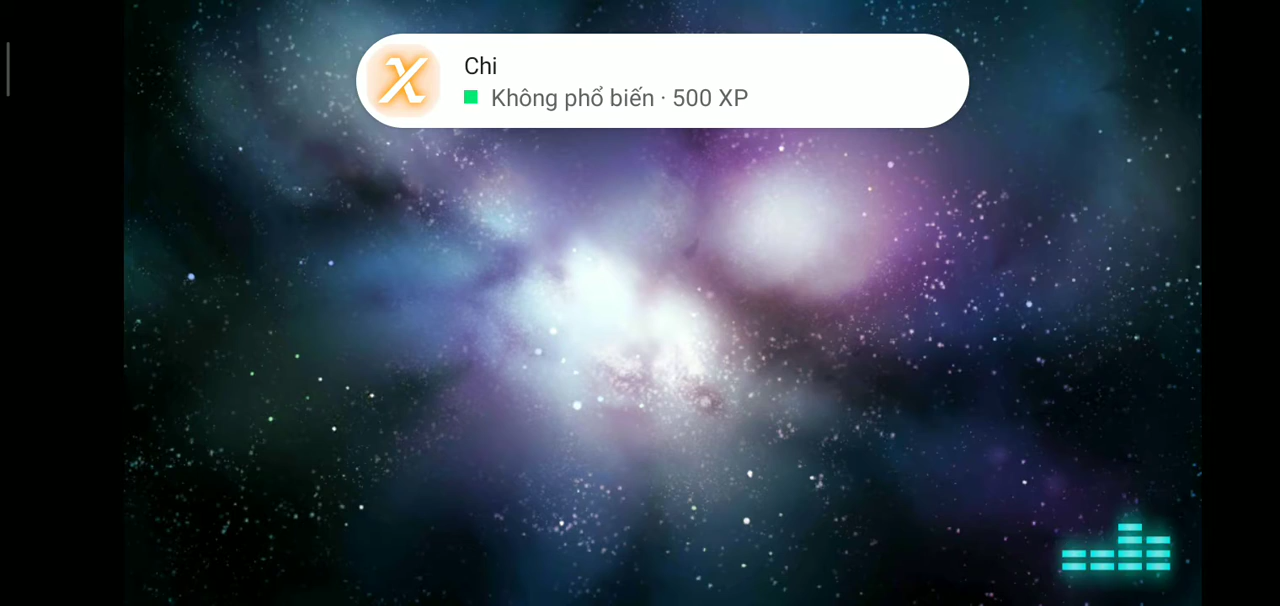 Chi
Không phổ biến · 500 XP